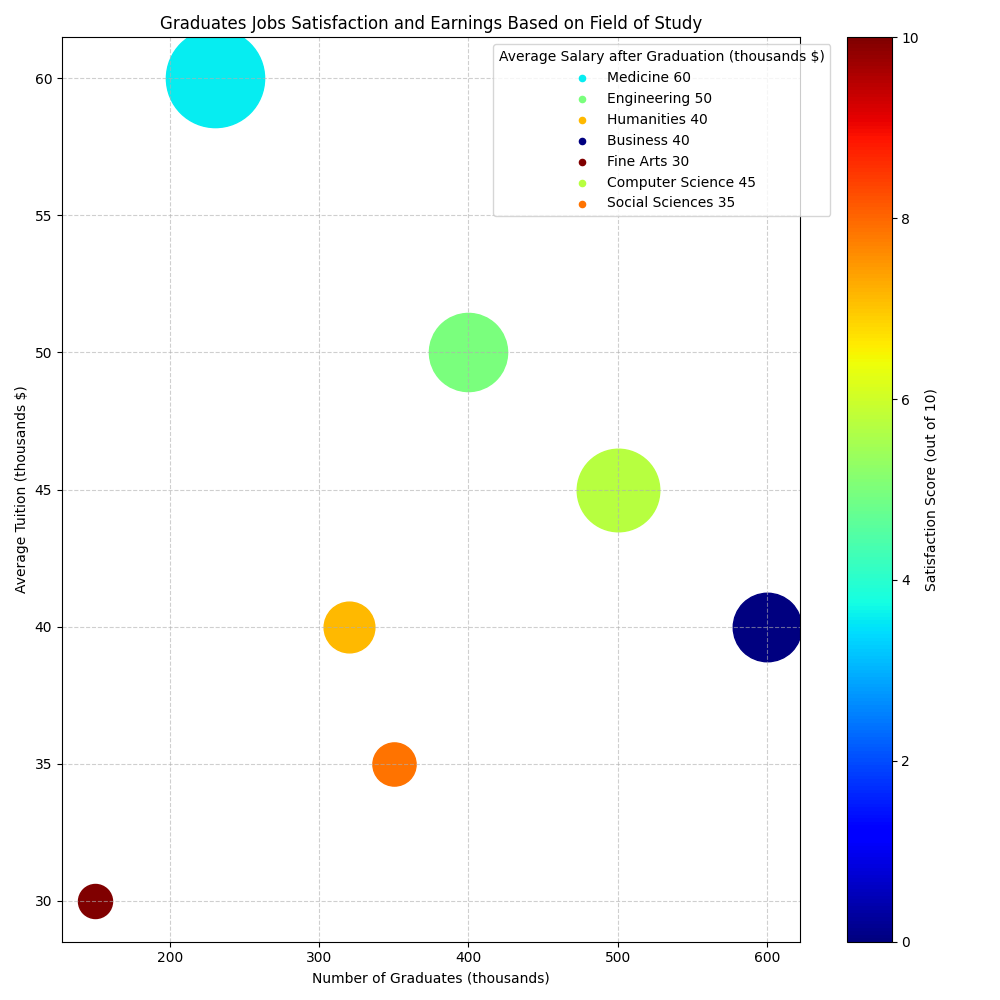 Graduates Jobs Satisfaction and Earnings Based on Field of Study
Average Salary after Graduation (thousands $)
Medicine 60
Engineering 50
Humanities 40
Business 40
Fine Arts 30
Computer Science 45
Social Sciences 35
60
55
50
45
40
35
30
Average Tuition (thousands $)
200 300 400 500 600
Number of Graduates (thousands)
10
8
6
4
2
0
Satisfaction Score (out of 10)